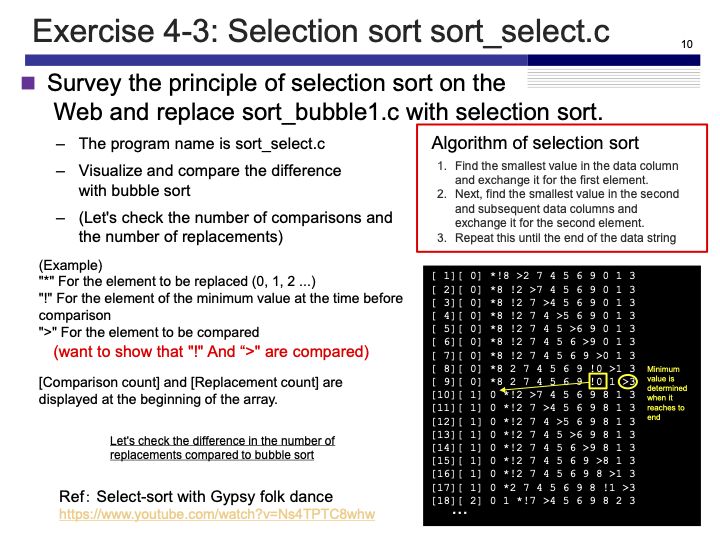 Exercise 4-3: Selection sort sort_select.c
10
Survey the principle of selection sort on the
Web and replace sort_bubble1.c with selection sort.
– The program name is sort_select.c
– Visualize and compare the difference
with bubble sort
– (Let's check the number of comparisons and
the number of replacements)
Algorithm of selection sort
1. Find the smallest value in the data column
and exchange it for the first element.
2. Next, find the smallest value in the second
and subsequent data columns and
exchange it for the second element.
3. Repeat this until the end of the data string
(Example)
"*" For the element to be replaced (0, 1, 2 ...)
"!" For the element of the minimum value at the time before
comparison
">" For the element to be compared
(want to show that "!" And “>" are compared)
[Comparison count] and [Replacement count] are
displayed at the beginning of the array.
Let's check the difference in the number of
replacements compared to bubble sort
Ref: Select-sort with Gypsy folk dance
https://www.youtube.com/watch?v=Ns4TPTC8whw
[ 1][ 0] *!8 >2 7 4 5 6 9 0 1 3
[ 2][ 0] *8 !2 >7 4 5 6 9 0 1 3
[ 3][ 0] *8 !2 7 >4 5 6 9 0 1 3
[ 4][ 0] *8 !2 7 4 >5 6 9 0 1 3
[ 5][ 0] *8 !2 7 4 5 >6 9 0 1 3
[ 6][ 0] *8 !2 7 4 5 6 >9 0 1 3
[ 7][ 0] *8 !2 7 4 5 6 9 >0 1 3
[ 8][ 0] *8 2 7 4 5 6 9 !0 >1 3
[ 9][ 0] *8 2 7 4 5 6 9 !0 1 >3
[10][ 1] 0 *!2 >7 4 5 6 9 8 1 3
[11][ 1] 0 *!2 7 >4 5 6 9 8 1 3
[12][ 1] 0 *!2 7 4 >5 6 9 8 1 3
[13][ 1] 0 *!2 7 4 5 >6 9 8 1 3
[14][ 1] 0 *!2 7 4 5 6 >9 8 1 3
[15][ 1] 0 *!2 7 4 5 6 9 >8 1 3
[16][ 1] 0 *!2 7 4 5 6 9 8 >1 3
[17][ 1] 0 *2 7 4 5 6 9 8 !1 >3
[18][ 2] 0 1 *!7 >4 5 6 9 8 2 3
...
Minimum
value is
determined
when it
reaches to
end